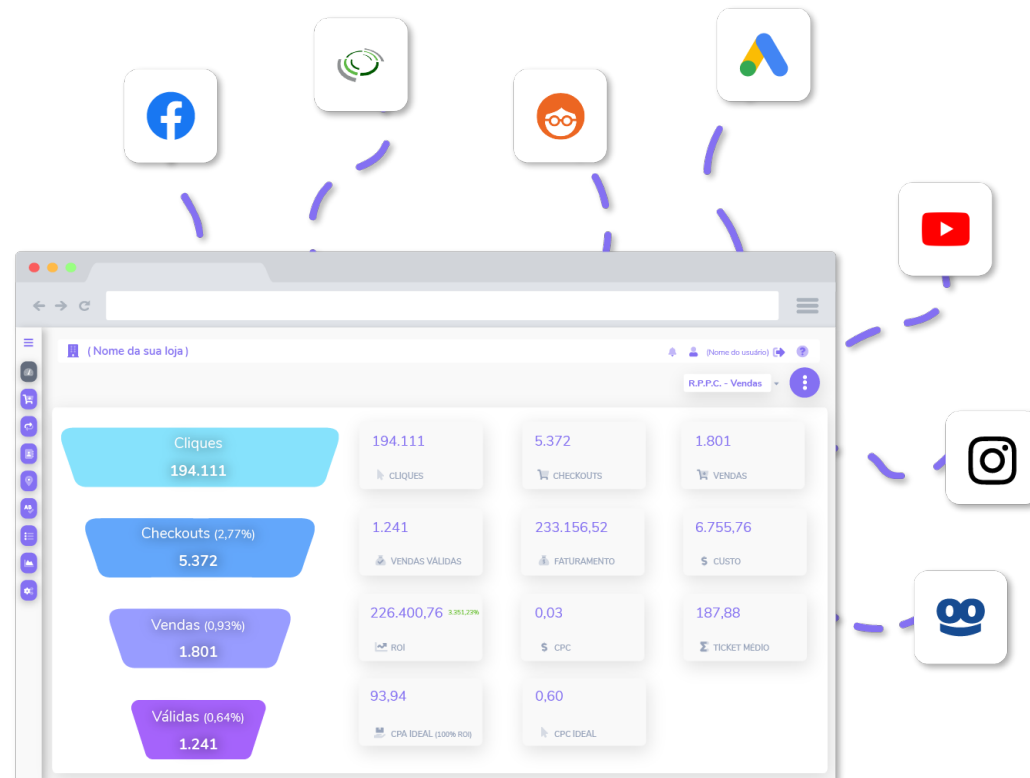 (Nome da sua loja)
(Nome do usuário)
?
R.P.P.C. - Vendas
Cliques
194.111
Checkouts (2,77%)
5.372
Vendas (0,93%)
1.801
Válidas (0,64%)
1.241
194.111
CLIQUES
5.372
CHECKOUTS
1.801
VENDAS
1.241
VENDAS VÁLIDAS
233.156,52
FATURAMENTO
6.755,76
$ CUSTO
226.400,76 3.351,23%
ROI
0,03
$ CPC
187,88
Σ TICKET MÉDIO
93,94
CPA IDEAL (100% ROI)
0,60
CPC IDEAL